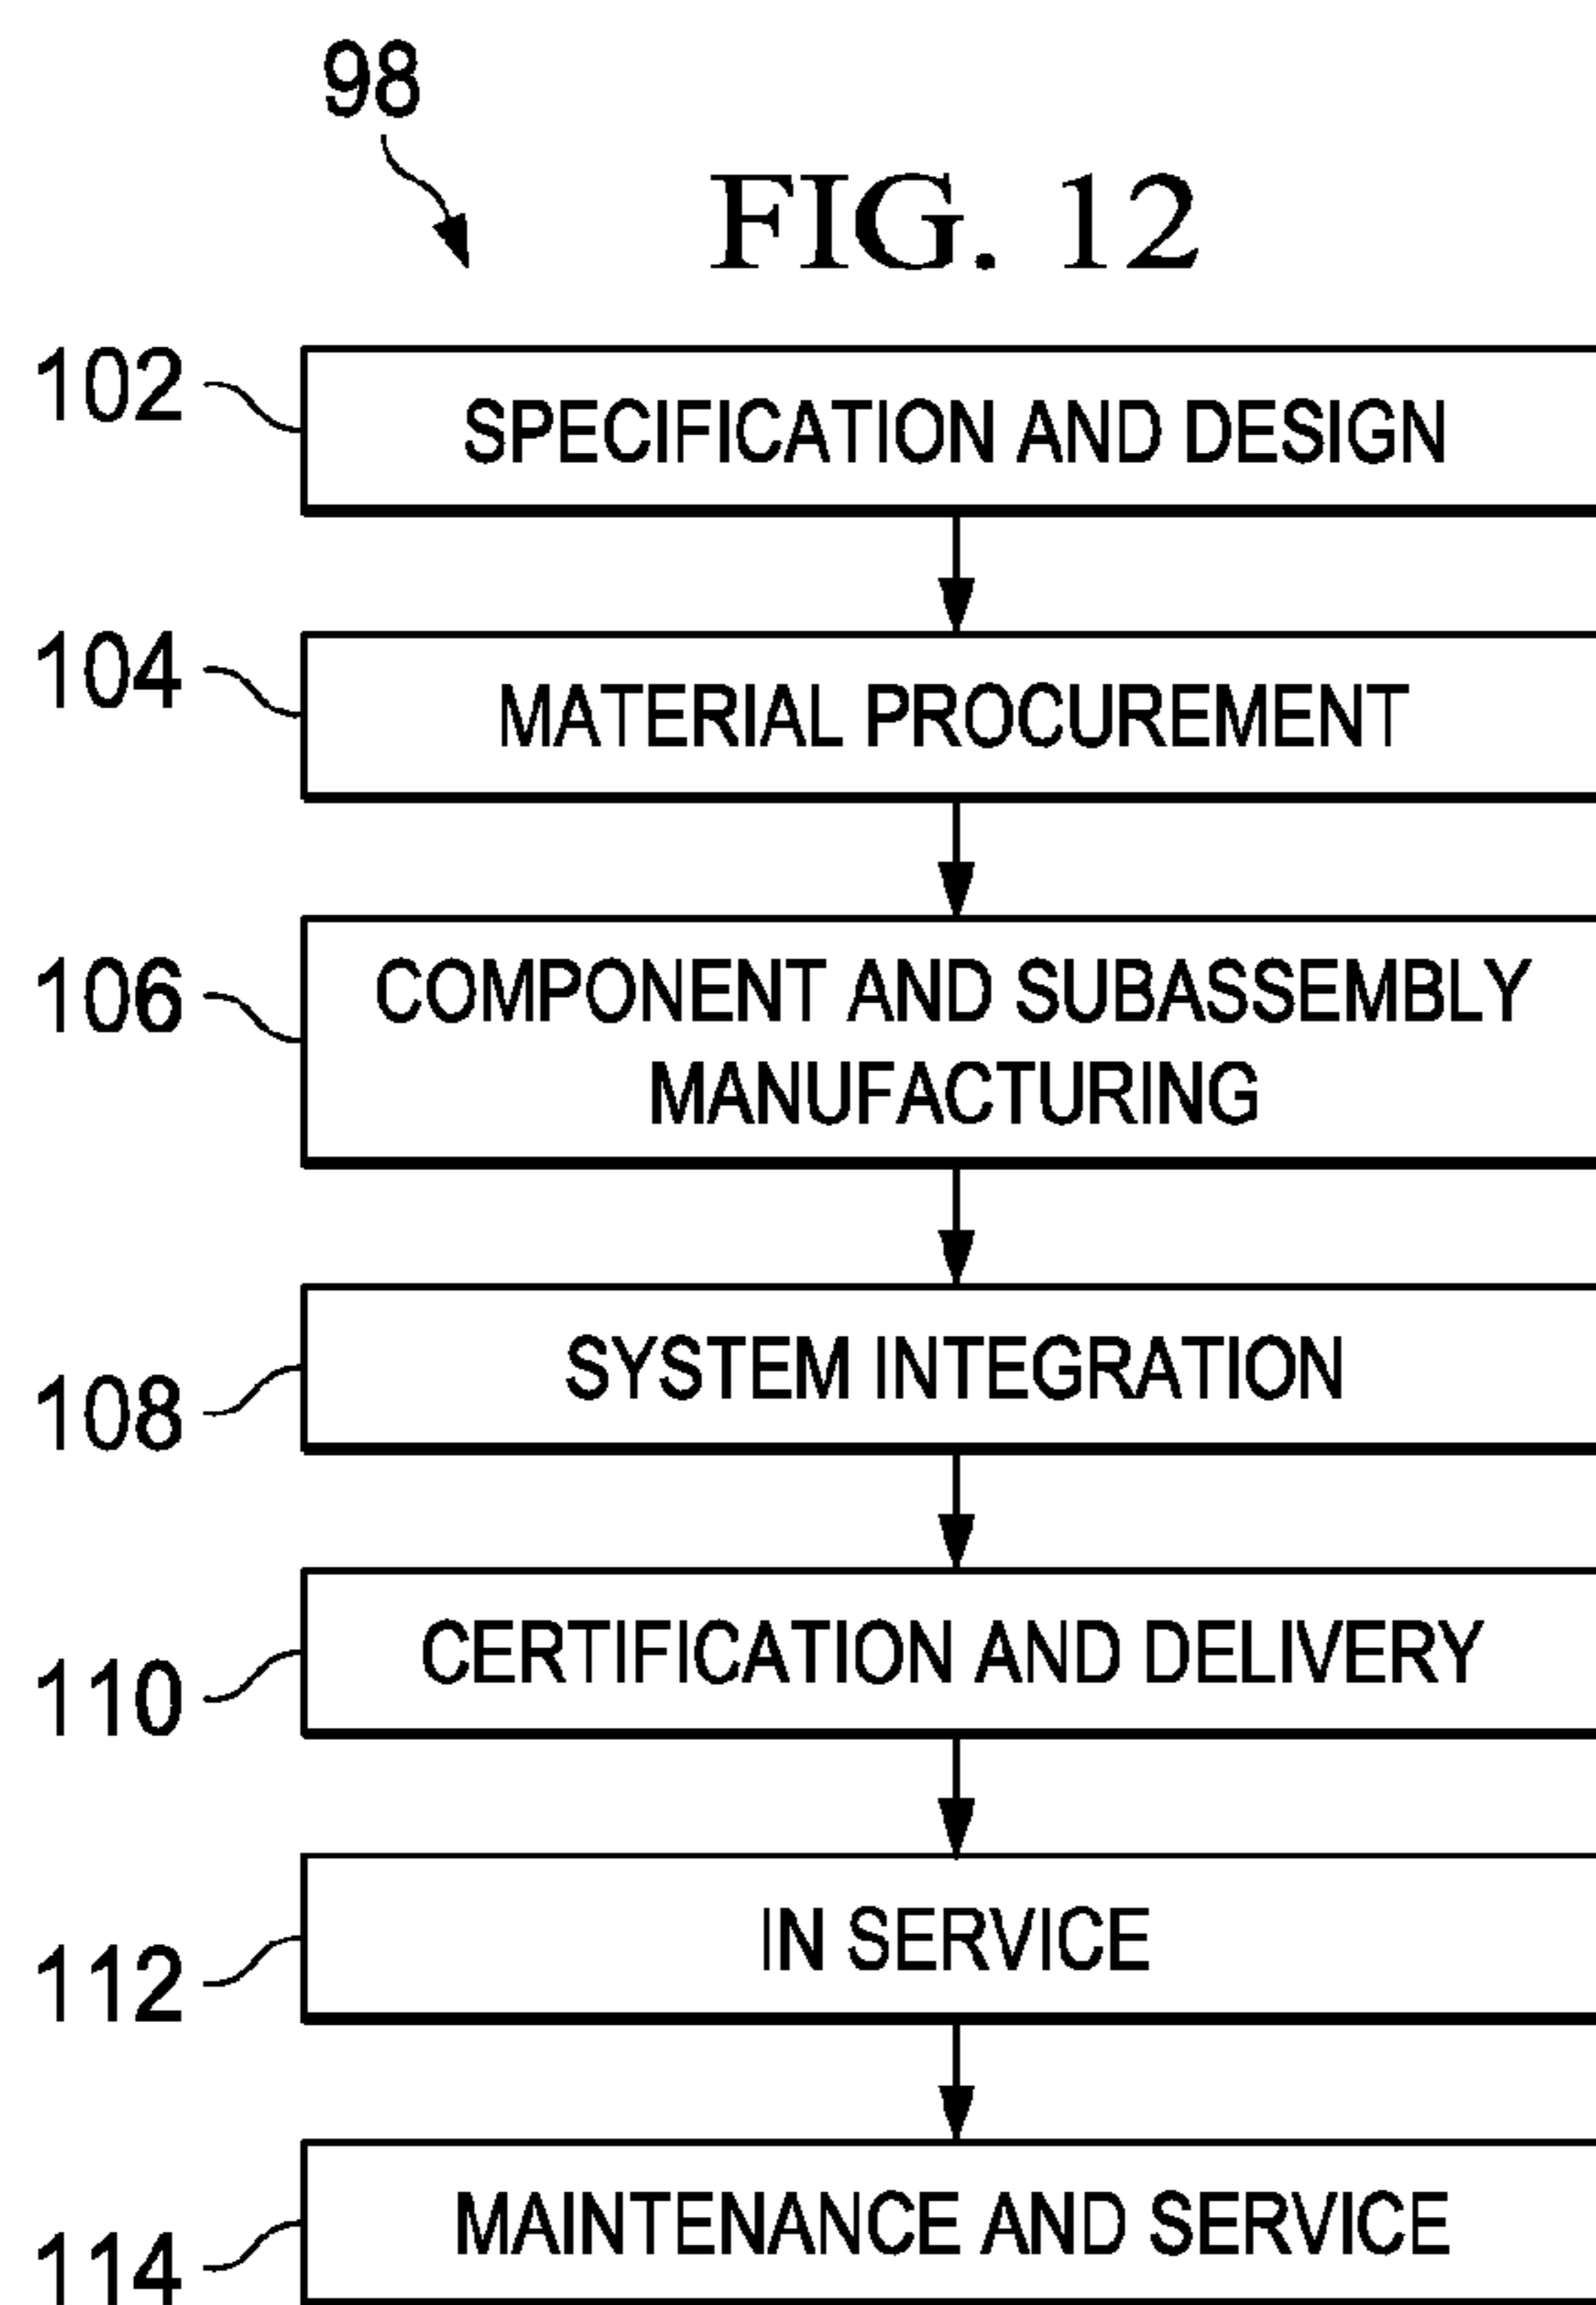 98
FIG. 12
102
SPECIFICATION AND DESIGN
104
MATERIAL PROCUREMENT
106
COMPONENT AND SUBASSEMBLY
MANUFACTURING
108
SYSTEM INTEGRATION
110
CERTIFICATION AND DELIVERY
112
IN SERVICE
114
MAINTENANCE AND SERVICE